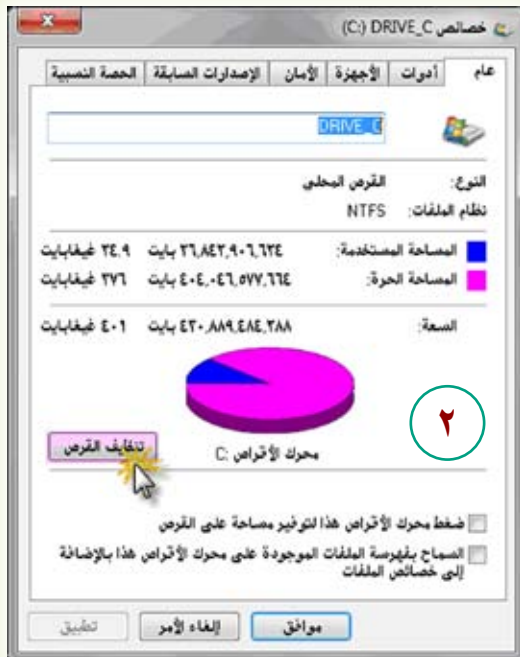 خصائص DRIVE_C (C:)
عام أدوات الأجهزة الأمان الإصدارات السابقة الحصة النسبية
DRIVE_C
النوع: القرص المحلي
نظام الملفات: NTFS
المساحة المستخدمة: ٢٦,٨٤٢,٩٠٦,٦٢٤ بايت ٢٤.٩ غيغابايت
المساحة الحرة: ٤٠٤,٠٤٦,٥٧٧,٦٦٤ بايت ٣٧٦ غيغابايت
السعة: ٤٣٠,٨٨٩,٤٨٤,٢٨٨ بايت ٤٠١ غيغابايت
٢
محرك الأقراص C:
تنظيف القرص
ضغط محرك الأقراص هذا لتوفير مساحة على القرص
السماح بفهرسة الملفات الموجودة على محرك الأقراص هذا بالإضافة
إلى خصائص الملفات
موافق إلغاء الأمر تطبيق